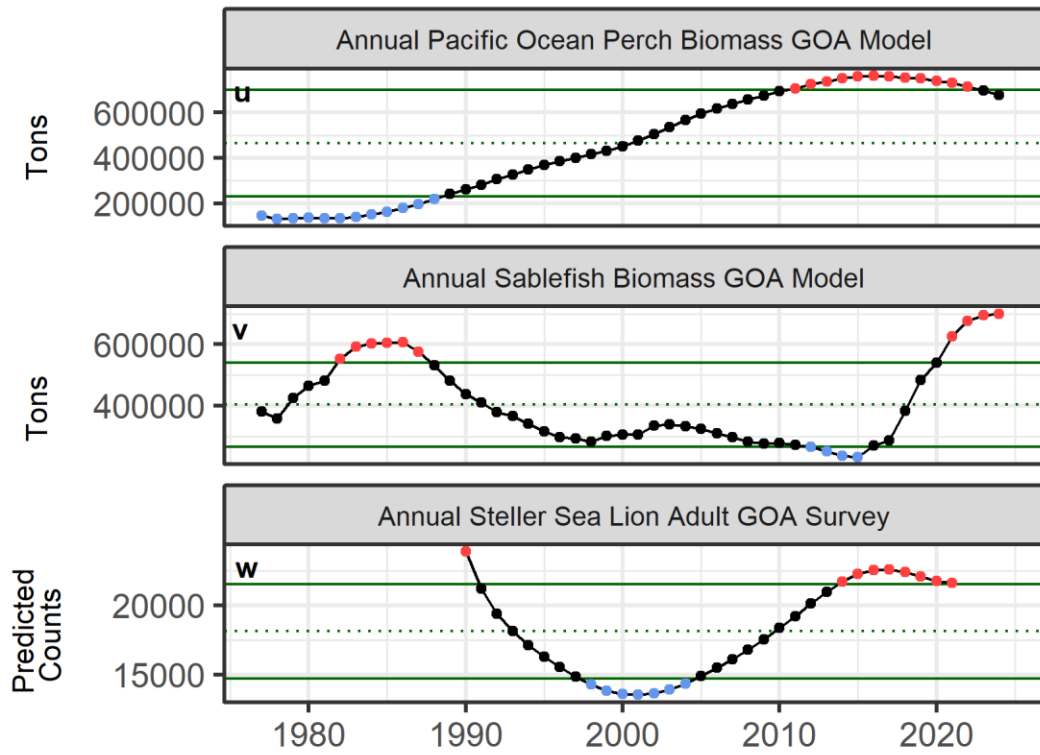 Annual Pacific Ocean Perch Biomass GOA Model
u
Tons
600000
400000
200000
Annual Sablefish Biomass GOA Model
v
Tons
600000
400000
Annual Steller Sea Lion Adult GOA Survey
w
Predicted
Counts
20000
15000
1980 1990 2000 2010 2020